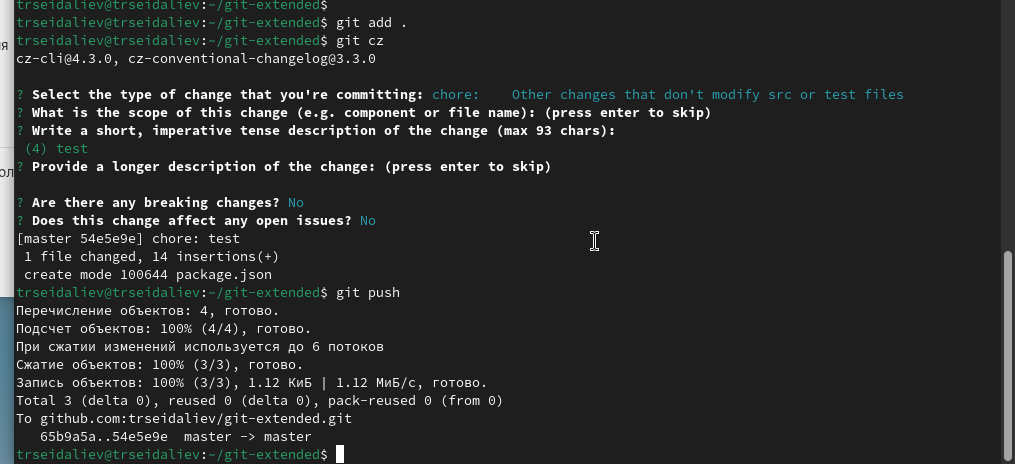 trseidaliev@trseidaliev:~/git-extended$
trseidaliev@trseidaliev:~/git-extended$ git add .
trseidaliev@trseidaliev:~/git-extended$ git cz
cz-cli@4.3.0, cz-conventional-changelog@3.3.0
? Select the type of change that you're committing: chore:    Other changes that don't modify src or test files
? What is the scope of this change (e.g. component or file name): (press enter to skip)
? Write a short, imperative tense description of the change (max 93 chars):
(4) test
? Provide a longer description of the change: (press enter to skip)
? Are there any breaking changes? No
? Does this change affect any open issues? No
[master 54e5e9e] chore: test
1 file changed, 14 insertions(+)
create mode 100644 package.json
trseidaliev@trseidaliev:~/git-extended$ git push
Перечисление объектов: 4, готово.
Подсчет объектов: 100% (4/4), готово.
При сжатии изменений используется до 6 потоков
Сжатие объектов: 100% (3/3), готово.
Запись объектов: 100% (3/3), 1.12 КиБ | 1.12 МиБ/с, готово.
Total 3 (delta 0), reused 0 (delta 0), pack-reused 0 (from 0)
To github.com:trseidaliev/git-extended.git
65b9a5a..54e5e9e  master -> master
trseidaliev@trseidaliev:~/git-extended$